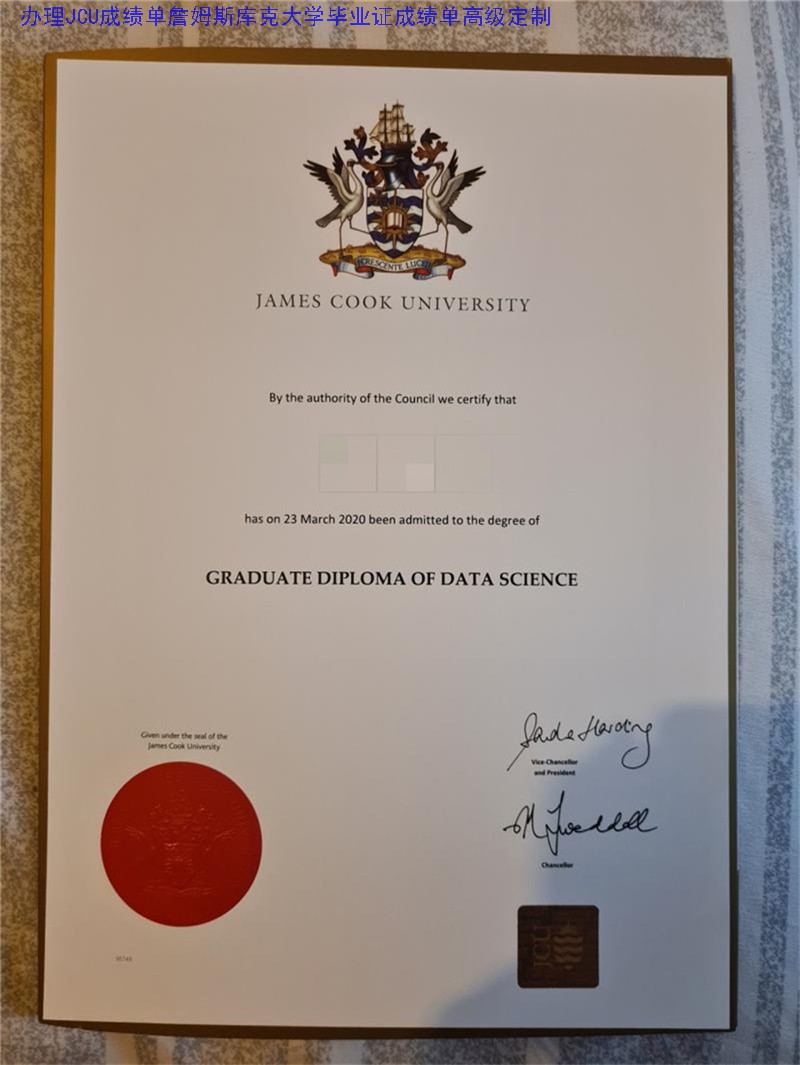 办理JCU成绩单詹姆斯库克大学毕业证成绩单高级定制
CRESCENTE LUCE
JAMES COOK UNIVERSITY
By the authority of the Council we certify that
has on 23 March 2020 been admitted to the degree of
GRADUATE DIPLOMA OF DATA SCIENCE
Given under the seal of the
James Cook University
Vice-Chancellor
and President
Chancellor
JCU